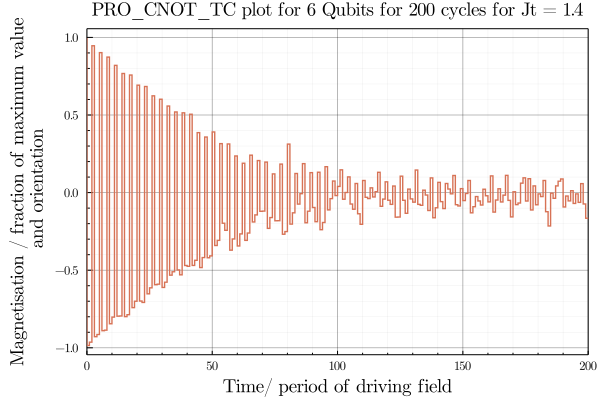 PRO_CNOT_TC plot for 6 Qubits for 200 cycles for Jt = 1.4
Magnetisation / fraction of maximum value
and orientation
1.0
0.5
0.0
−0.5
−1.0
0
50
100
150
200
Time/ period of driving field